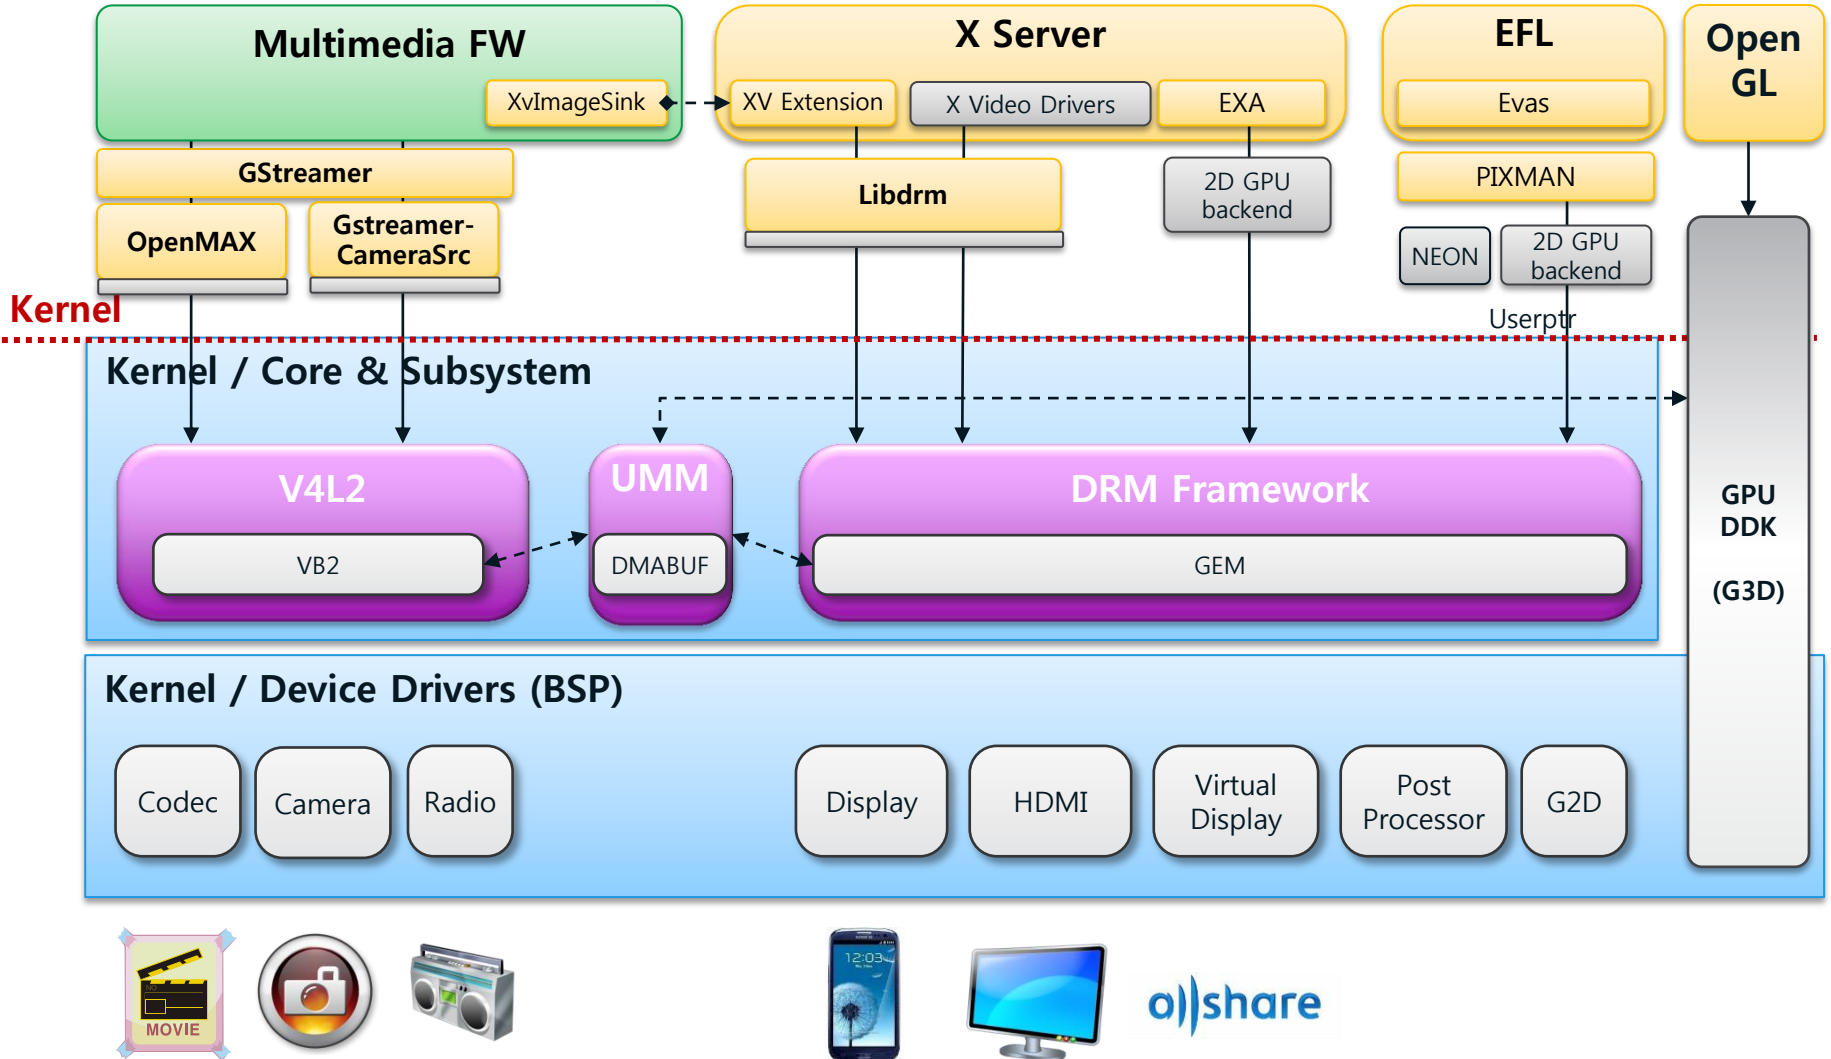 Multimedia FW
XvImageSink
X Server
XV Extension
X Video Drivers
EXA
EFL
Evas
Open
GL
GStreamer
OpenMAX
Gstreamer-
CameraSrc
Libdrm
2D GPU
backend
PIXMAN
NEON
2D GPU
backend
Userptr
Kernel
Kernel / Core & Subsystem
V4L2
VB2
UMM
DMABUF
DRM Framework
GEM
GPU
DDK
(G3D)
Kernel / Device Drivers (BSP)
Codec
Camera
Radio
Display
HDMI
Virtual
Display
Post
Processor
G2D
NO
MOVIE
12:03
allshare